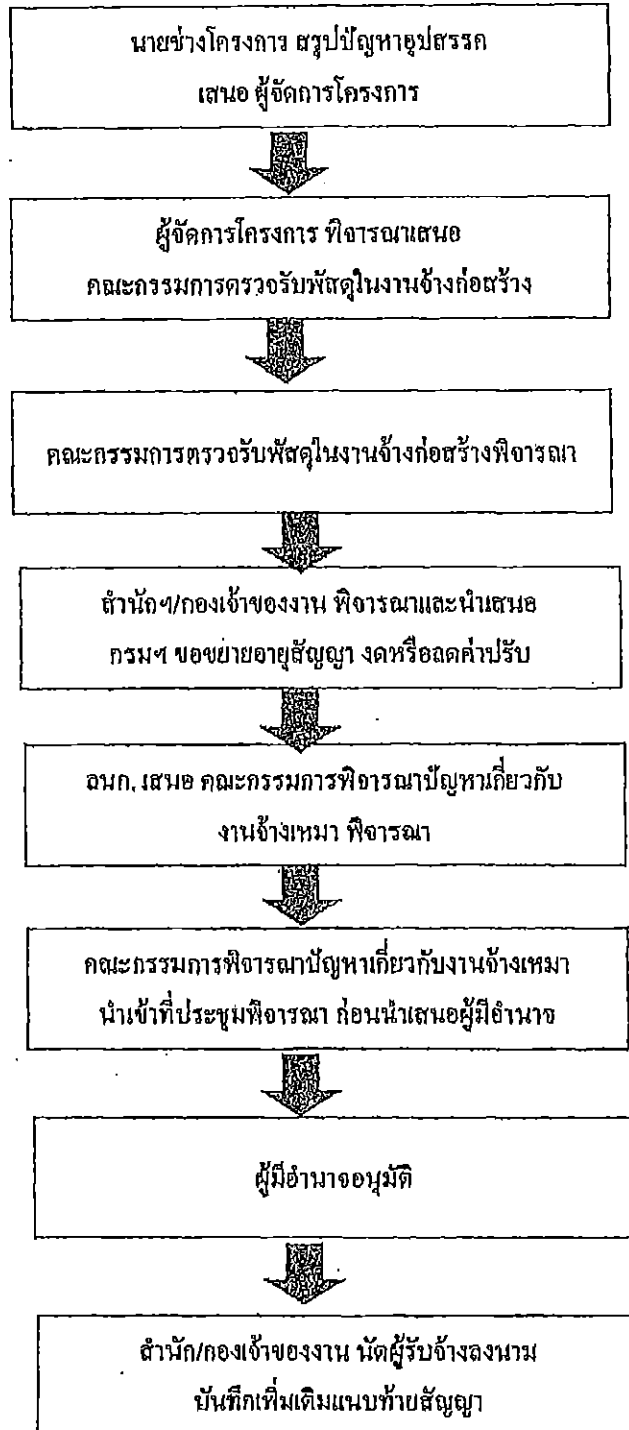 นายช่างโครงการ สรุปปัญหาอุปสรรค
เสนอ ผู้จัดการโครงการ
ผู้จัดการโครงการ พิจารณาเสนอ
คณะกรรมการตรวจรับพัสดุในงานจ้างก่อสร้าง
คณะกรรมการตรวจรับพัสดุในงานจ้างก่อสร้างพิจารณา
สำนักฯ/กองเจ้าของงาน พิจารณาและนำเสนอ
กรมฯ ขอขยายอายุสัญญา งดหรือลดค่าปรับ
อนก. เสนอ คณะกรรมการพิจารณาปัญหาเกี่ยวกับ
งานจ้างเหมา พิจารณา
คณะกรรมการพิจารณาปัญหาเกี่ยวกับงานจ้างเหมา
นำเข้าที่ประชุมพิจารณา ก่อนนำเสนอผู้มีอำนาจ
ผู้มีอำนาจอนุมัติ
สำนัก/กองเจ้าของงาน นัดผู้รับจ้างลงนาม
บันทึกเพิ่มเติมแนบท้ายสัญญา